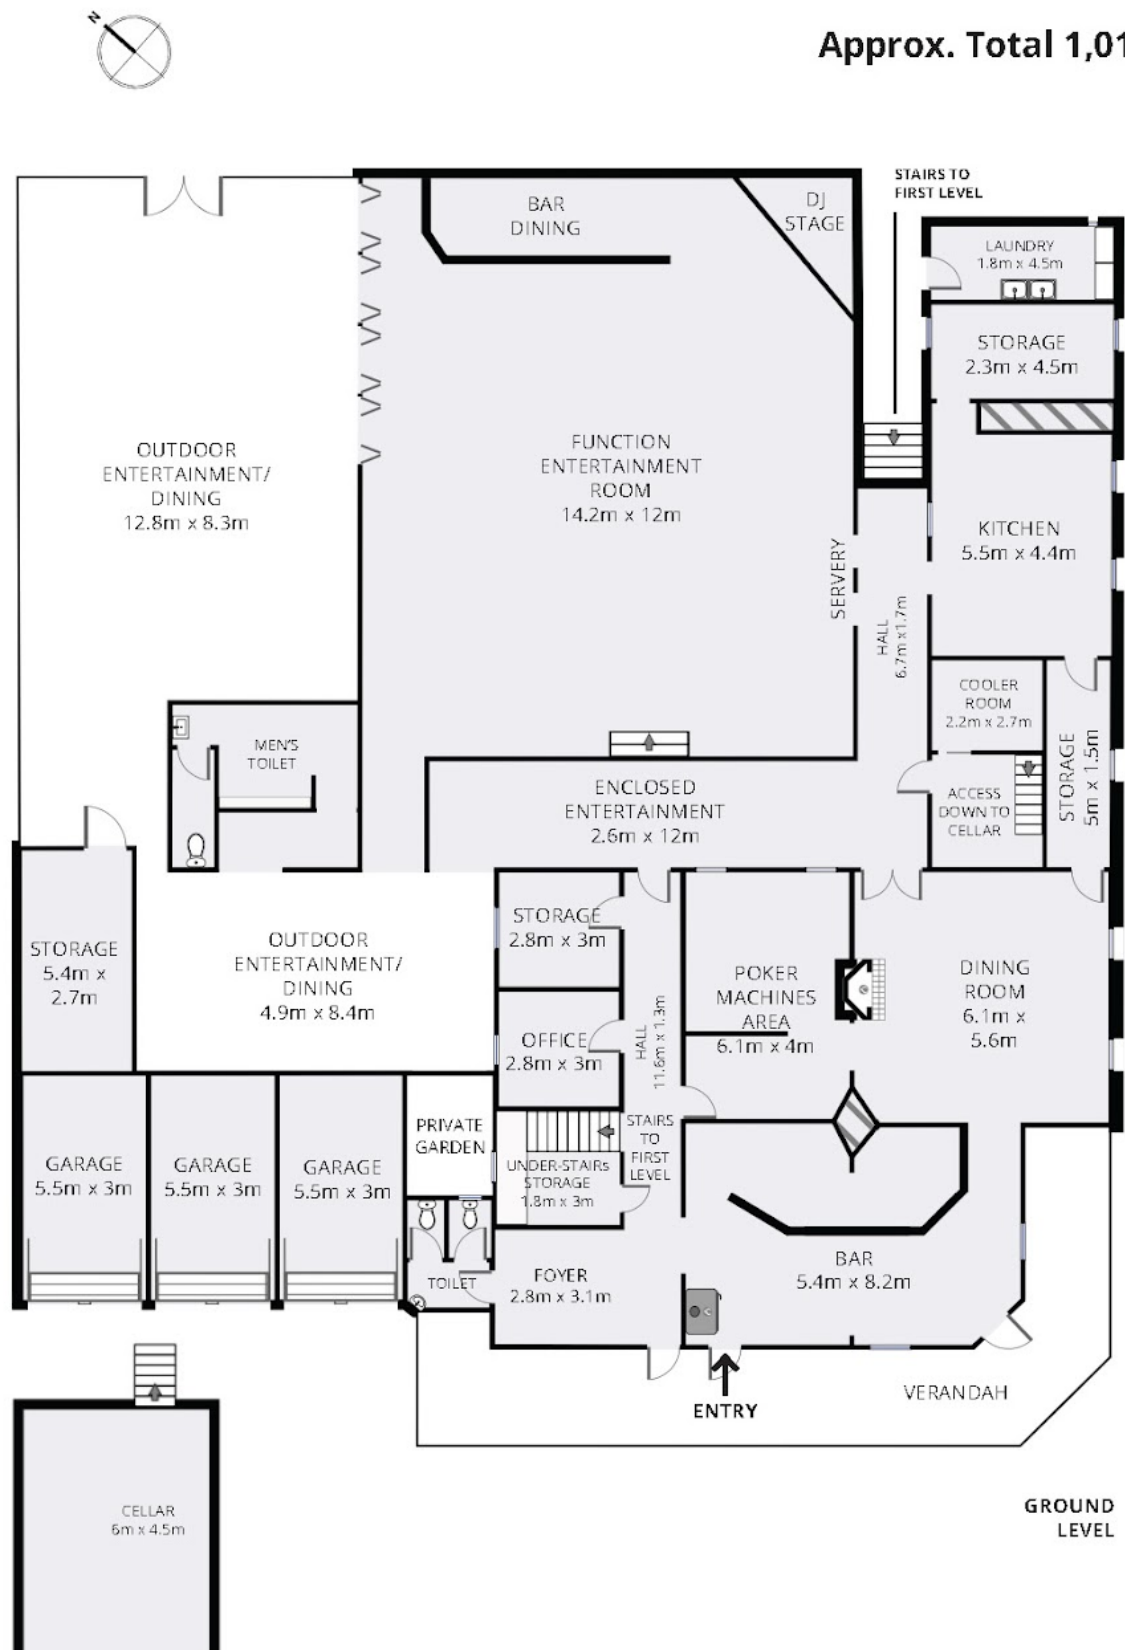 N
Approx. Total 1,01
STAIRS TO
FIRST LEVEL
BAR
DINING
DJ
STAGE
LAUNDRY
1.8m x 4.5m
STORAGE
2.3m x 4.5m
OUTDOOR
ENTERTAINMENT/
DINING
12.8m x 8.3m
FUNCTION
ENTERTAINMENT
ROOM
14.2m x 12m
KITCHEN
5.5m x 4.4m
SERVERY
HALL
6.7m x1.7m
COOLER
ROOM
2.2m x 2.7m
MEN'S
TOILET
ENCLOSED
ENTERTAINMENT
2.6m x 12m
ACCESS
DOWN TO
CELLAR
STORAGE
5m x 1.5m
STORAGE
5.4m x
2.7m
OUTDOOR
ENTERTAINMENT/
DINING
4.9m x 8.4m
STORAGE
2.8m x 3m
OFFICE
2.8m x 3m
HALL
11.6m x 1.3m
POKER
MACHINES
AREA
6.1m x 4m
DINING
ROOM
6.1m x
5.6m
GARAGE
5.5m x 3m
GARAGE
5.5m x 3m
GARAGE
5.5m x 3m
PRIVATE
GARDEN
STAIRS
TO
FIRST
LEVEL
UNDER-STAIRs
STORAGE
1.8m x 3m
TOILET
FOYER
2.8m x 3.1m
BAR
5.4m x 8.2m
ENTRY
VERANDAH
CELLAR
6m x 4.5m
GROUND
LEVEL